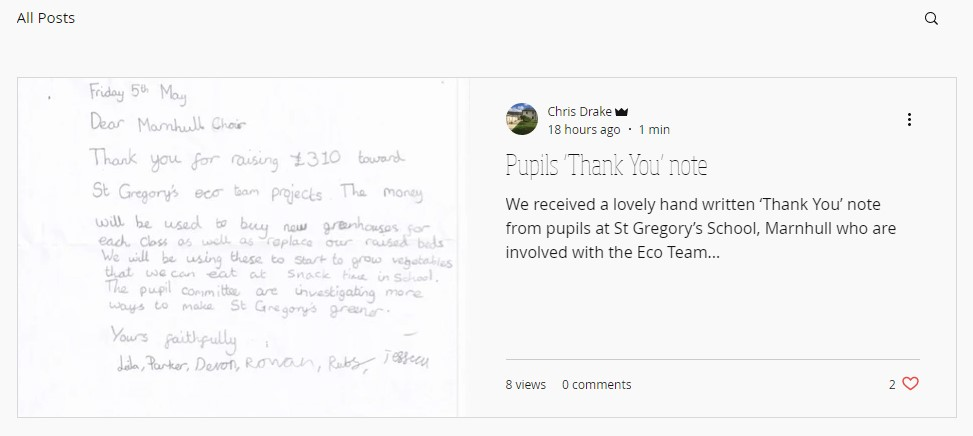 All Posts
Friday 5th May
Dear Marnhull Choir
Thank you for raising £310 toward
St Gregory's eco team projects. The money
will be used to buy new greenhouses for
each class as well as replace our raised beds
We will be using these to start to grow vegetables
that we can eat at snack time in school.
The pupil committee are investigating more
ways to make St Gregory's greener.
Yours faithfully
Lila, Parker, Devon, Rowan,
Chris Drake
18 hours ago · 1 min
Pupils ‘Thank You’ note
We received a lovely hand written ‘Thank You’ note
from pupils at St Gregory’s School, Marnhull who are
involved with the Eco Team...
8 views 0 comments
2